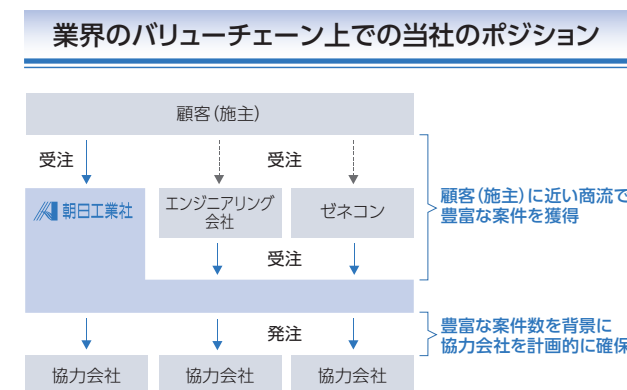 業界のバリューチェーン上での当社のポジション
顧客(施主)
受注
受注
朝日工業社
エンジニアリング
会社
ゼネコン
顧客(施主)に近い商流で
豊富な案件を獲得
受注
発注
豊富な案件数を背景に
協力会社を計画的に確保
協力会社
協力会社
協力会社